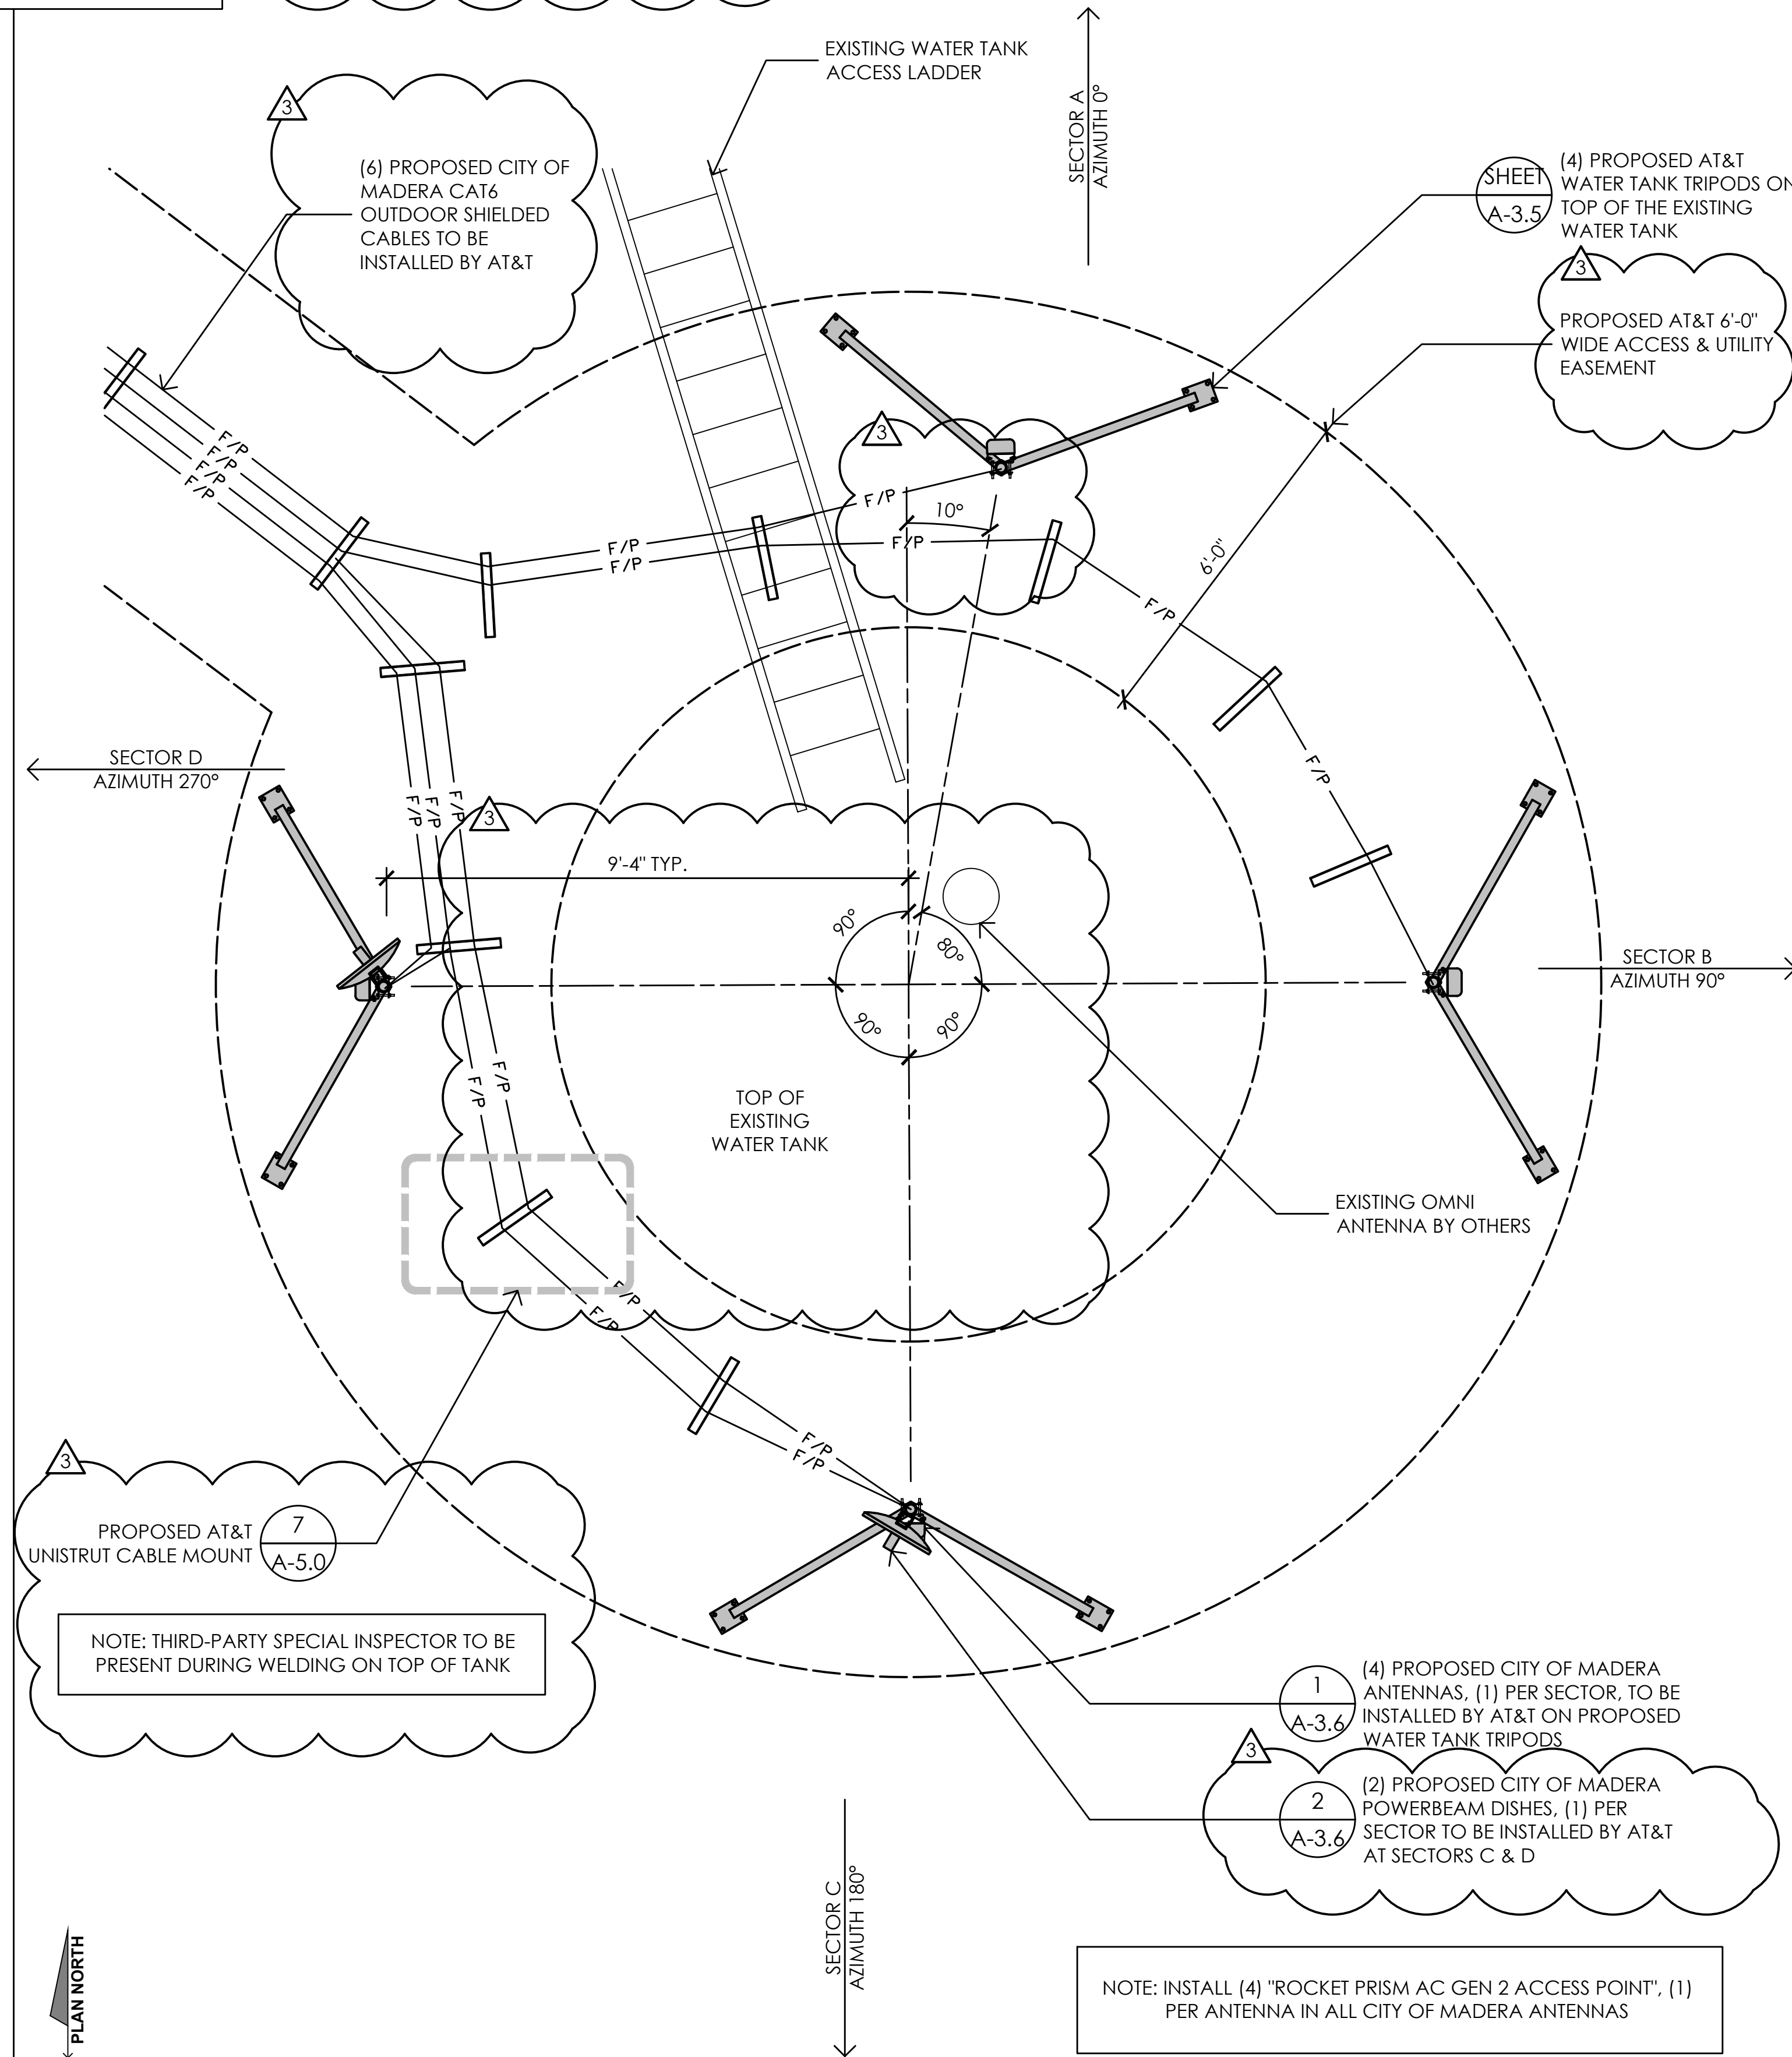 EXISTING WATER TANK
ACCESS LADDER
SECTOR A
AZIMUTH 0°
3
(6) PROPOSED CITY OF
MADERA CAT6
OUTDOOR SHIELDED
CABLES TO BE
INSTALLED BY AT&T
SHEET
A-3.5
(4) PROPOSED AT&T
WATER TANK TRIPODS ON
TOP OF THE EXISTING
WATER TANK
3
PROPOSED AT&T 6'-0"
WIDE ACCESS & UTILITY
EASEMENT
3
F/P
F/P
F/P
F/P
F/P
10°
F/P
F/P
F/P
6'-0"
F/P
F/P
SECTOR D
AZIMUTH 270°
F/P
F/P
F/P
3
9'-4" TYP.
90°
80°
90°
90°
SECTOR B
AZIMUTH 90°
F/P
F/P
TOP OF
EXISTING
WATER TANK
EXISTING OMNI
ANTENNA BY OTHERS
F/P
F/P
F/P
F/P
3
PROPOSED AT&T
UNISTRUT CABLE MOUNT
7
A-5.0
NOTE: THIRD-PARTY SPECIAL INSPECTOR TO BE
PRESENT DURING WELDING ON TOP OF TANK
1
A-3.6
(4) PROPOSED CITY OF MADERA
ANTENNAS, (1) PER SECTOR, TO BE
INSTALLED BY AT&T ON PROPOSED
WATER TANK TRIPODS
3
2
A-3.6
(2) PROPOSED CITY OF MADERA
POWERBEAM DISHES, (1) PER
SECTOR TO BE INSTALLED BY AT&T
AT SECTORS C & D
SECTOR C
AZIMUTH 180°
PLAN NORTH
NOTE: INSTALL (4) "ROCKET PRISM AC GEN 2 ACCESS POINT", (1)
PER ANTENNA IN ALL CITY OF MADERA ANTENNAS